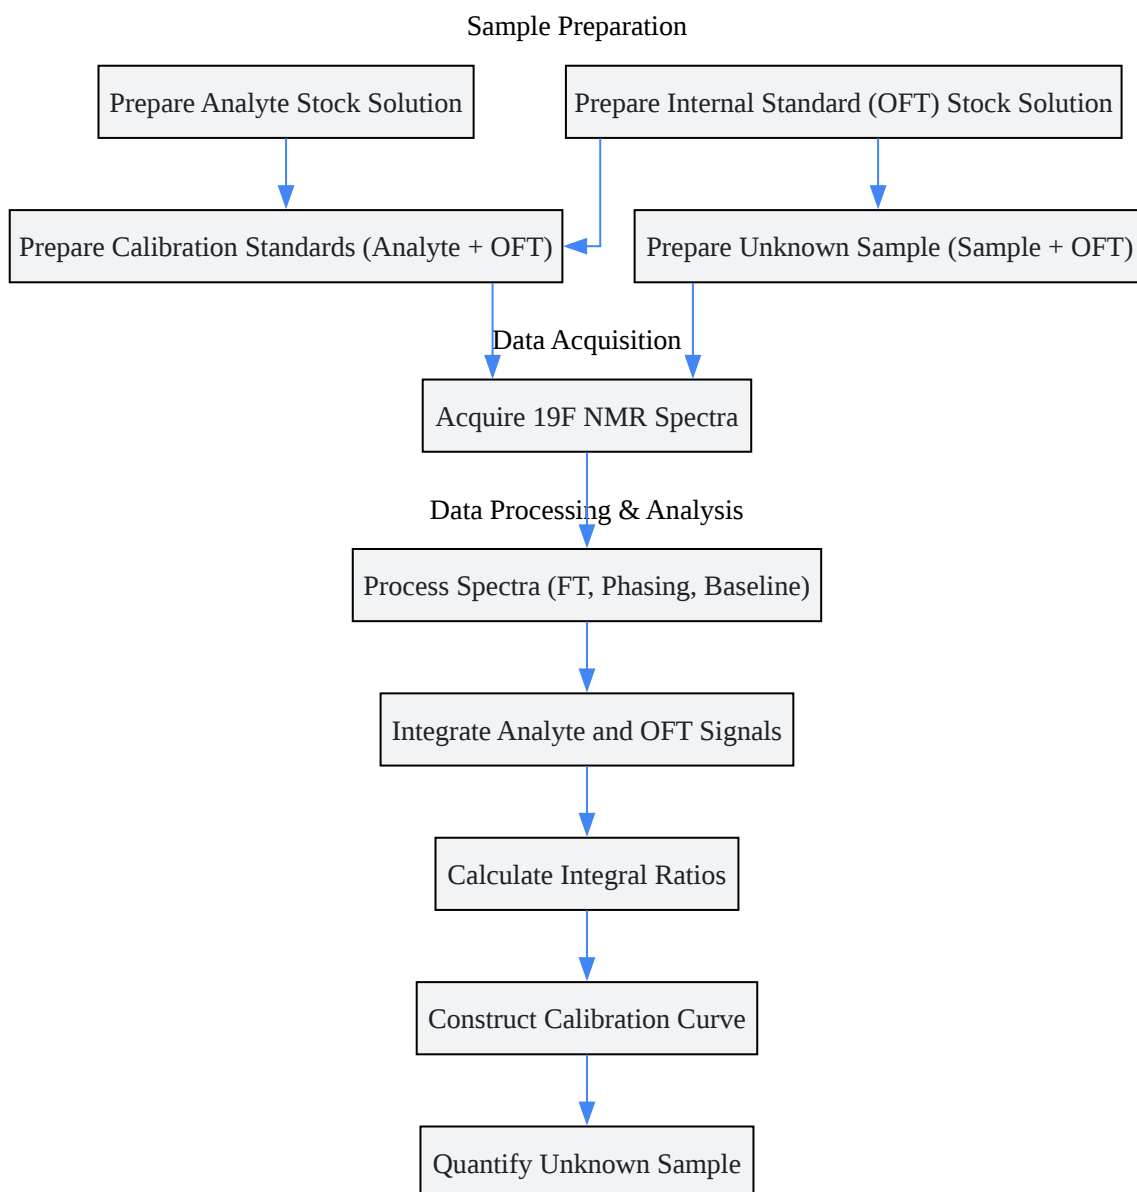 Sample Preparation
Prepare Analyte Stock Solution
Prepare Internal Standard (OFT) Stock Solution
Prepare Calibration Standards (Analyte + OFT)
Prepare Unknown Sample (Sample + OFT)
Data Acquisition
Acquire 19F NMR Spectra
Data Processing & Analysis
Process Spectra (FT, Phasing, Baseline)
Integrate Analyte and OFT Signals
Calculate Integral Ratios
Construct Calibration Curve
Quantify Unknown Sample